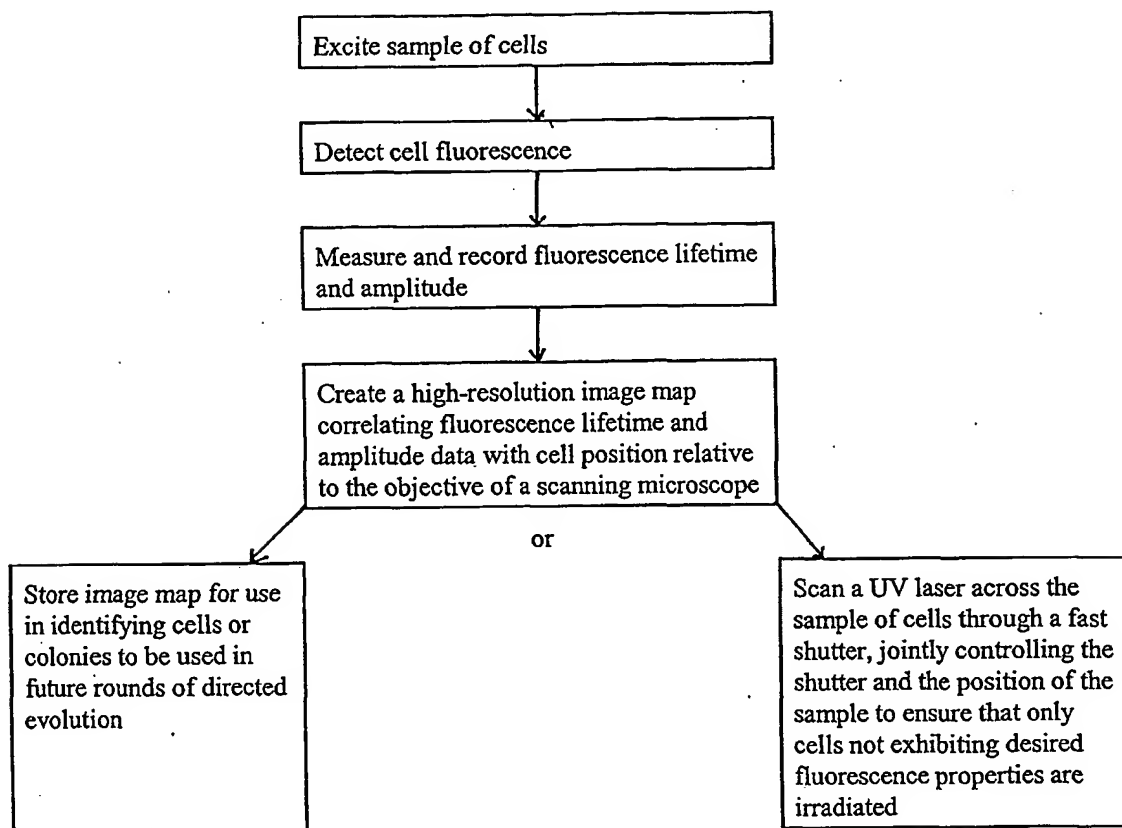 Excite sample of cells
Detect cell fluorescence
Measure and record fluorescence lifetime
and amplitude
Create a high-resolution image map
correlating fluorescence lifetime and
amplitude data with cell position relative
to the objective of a scanning microscope
or
Store image map for use
in identifying cells or
colonies to be used in
future rounds of directed
evolution
Scan a UV laser across the
sample of cells through a fast
shutter, jointly controlling the
shutter and the position of the
sample to ensure that only
cells not exhibiting desired
fluorescence properties are
irradiated